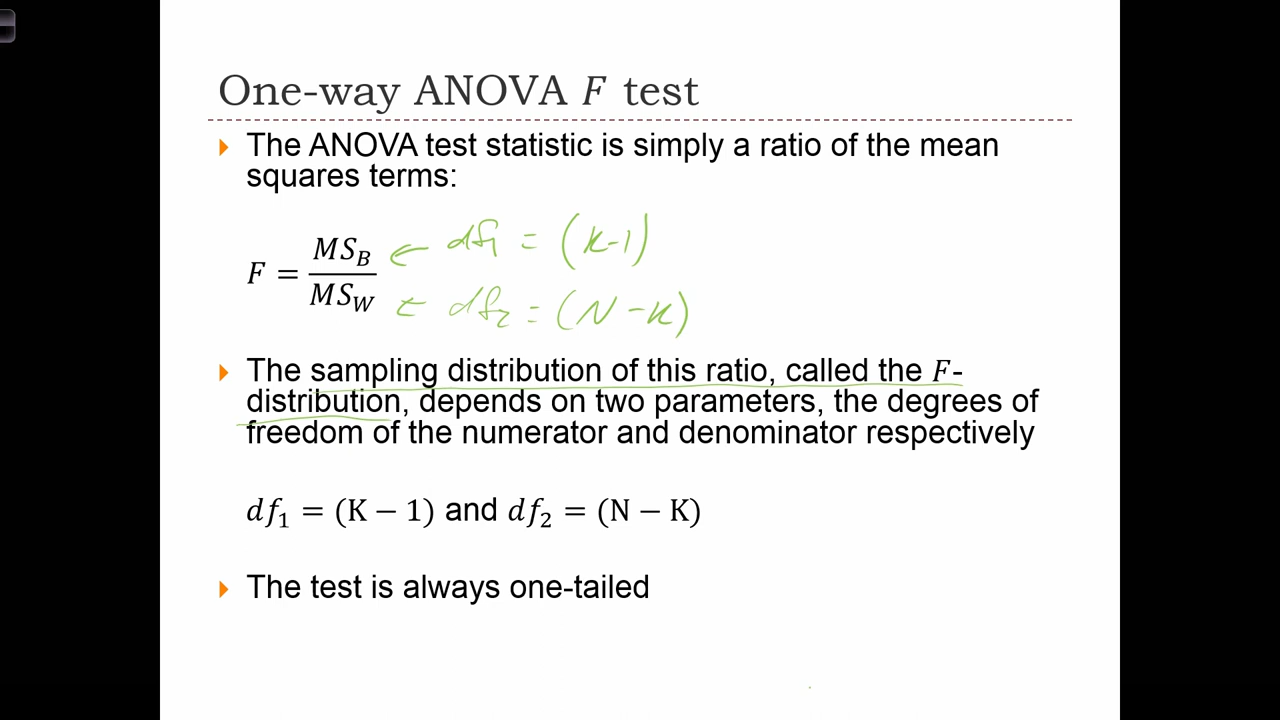 One-way ANOVA F test
The ANOVA test statistic is simply a ratio of the mean
squares terms:
F = MS_B / MS_W
← df₁ = (K-1)
← df₂ = (N-K)
The sampling distribution of this ratio, called the F-
distribution, depends on two parameters, the degrees of
freedom of the numerator and denominator respectively
df₁ = (K − 1) and df₂ = (N − K)
The test is always one-tailed